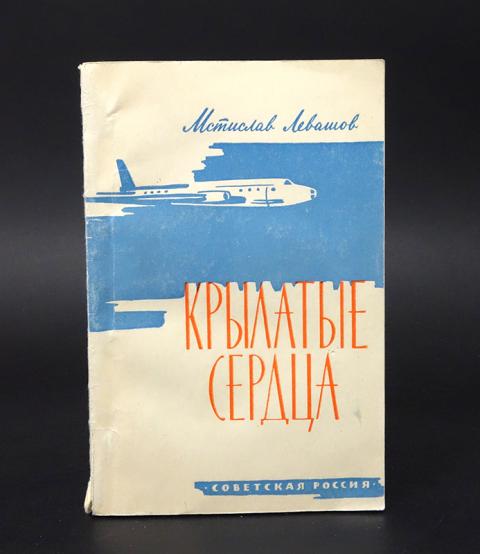 Мстислав Левашов
КРЫЛАТЫЕ
СЕРДЦА
·СОВЕТСКАЯ РОССИЯ·